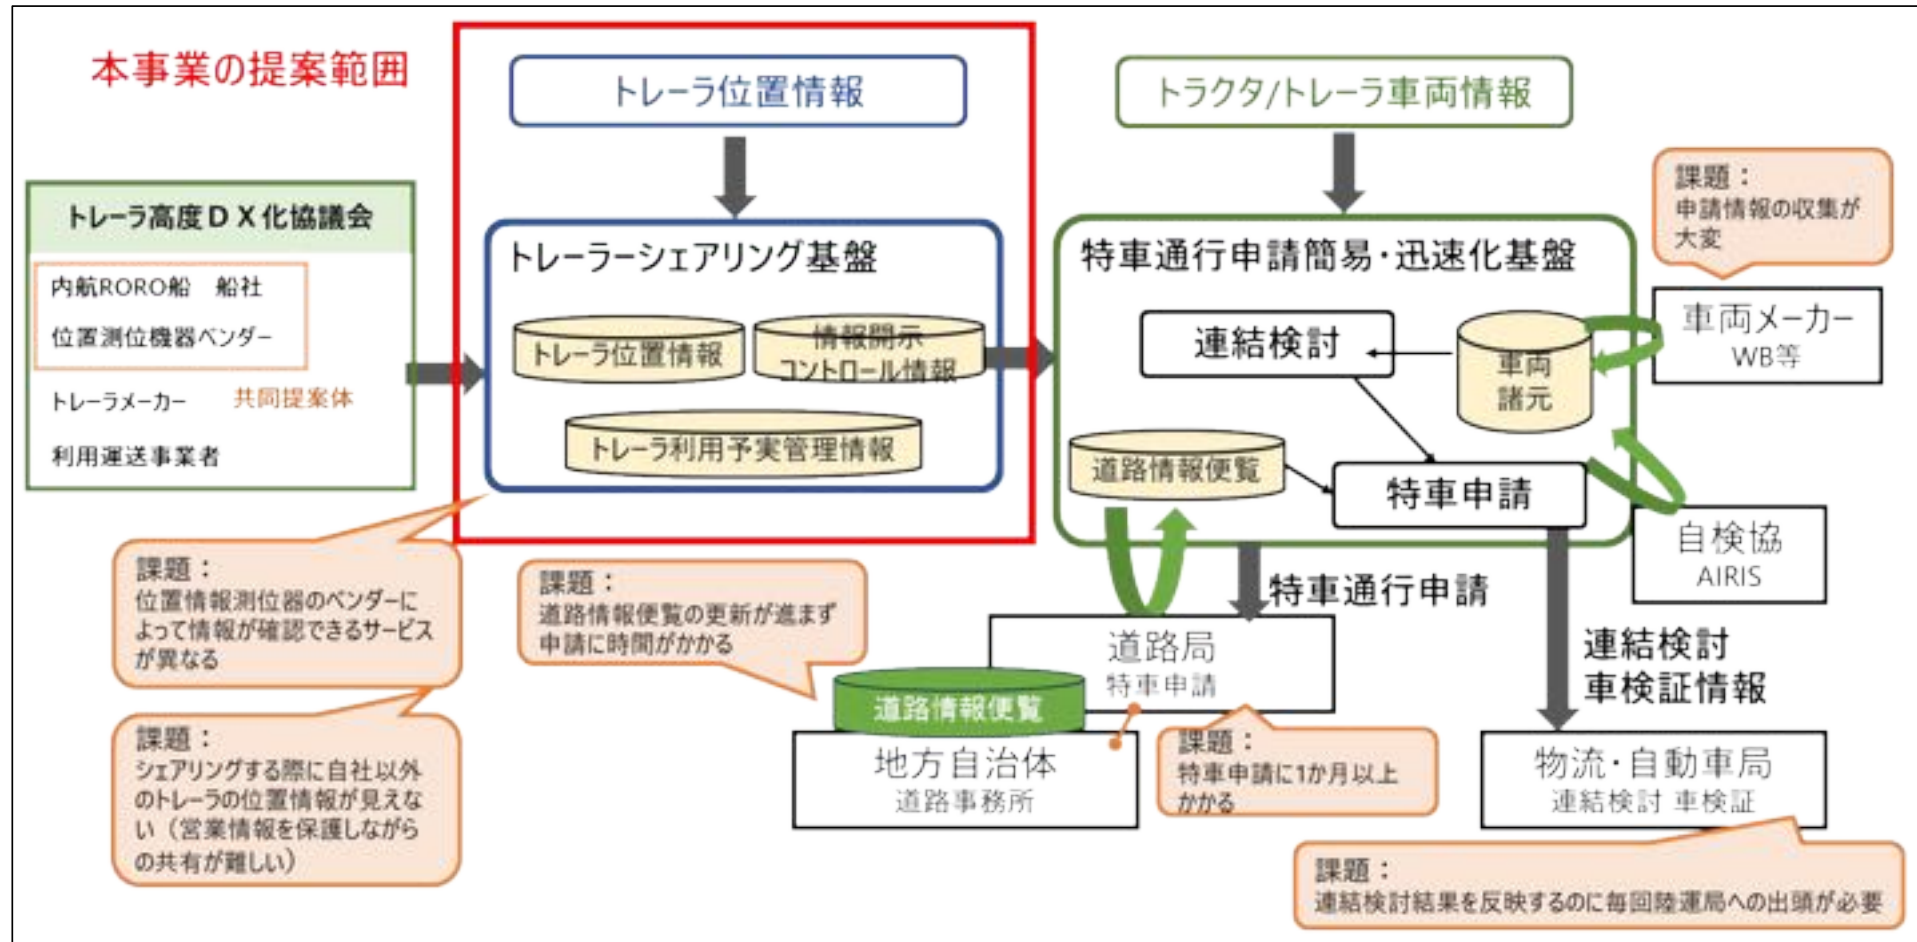 本事業の提案範囲
トレーラ位置情報
トラクタ/トレーラ車両情報
トレーラ高度ＤＸ化協議会
内航RORO船　船社
位置測位機器ベンダー
トレーラメーカー　共同提案体
利用運送事業者
トレーラーシェアリング基盤
トレーラ位置情報
情報開示
コントロール情報
トレーラ利用予実管理情報
特車通行申請簡易・迅速化基盤
連結検討
車両
諸元
道路情報便覧
特車申請
課題：
申請情報の収集が
大変
車両メーカー
WB等
自検協
AIRIS
課題：
位置情報測位器のベンダーに
よって情報が確認できるサービス
が異なる
課題：
シェアリングする際に自社以外
のトレーラの位置情報が見えな
い（営業情報を保護しながら
の共有が難しい）
課題：
道路情報便覧の更新が進まず
申請に時間がかかる
特車通行申請
道路局
特車申請
道路情報便覧
地方自治体
道路事務所
課題：
特車申請に1か月以上
かかる
連結検討
車検証情報
物流・自動車局
連結検討 車検証
課題：
連結検討結果を反映するのに毎回陸運局への出頭が必要